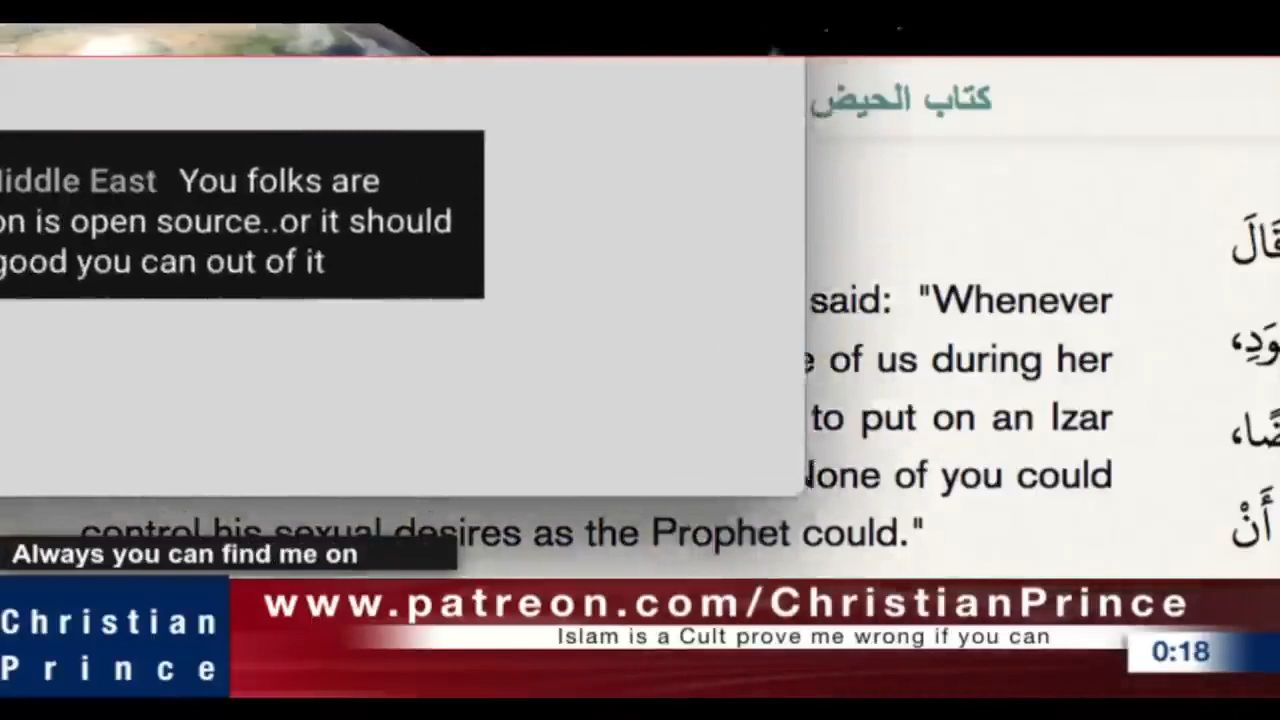 كتاب الحيض
Middle East You folks are
on is open source..or it should
good you can out of it
قَالَ
said: "Whenever
of us during her
to put on an Izar
None of you could
control his sexual desires as the Prophet could."
أَنْ
Always you can find me on
Christian
Prince
www.patreon.com/ChristianPrince
Islam is a Cult prove me wrong if you can
0:18